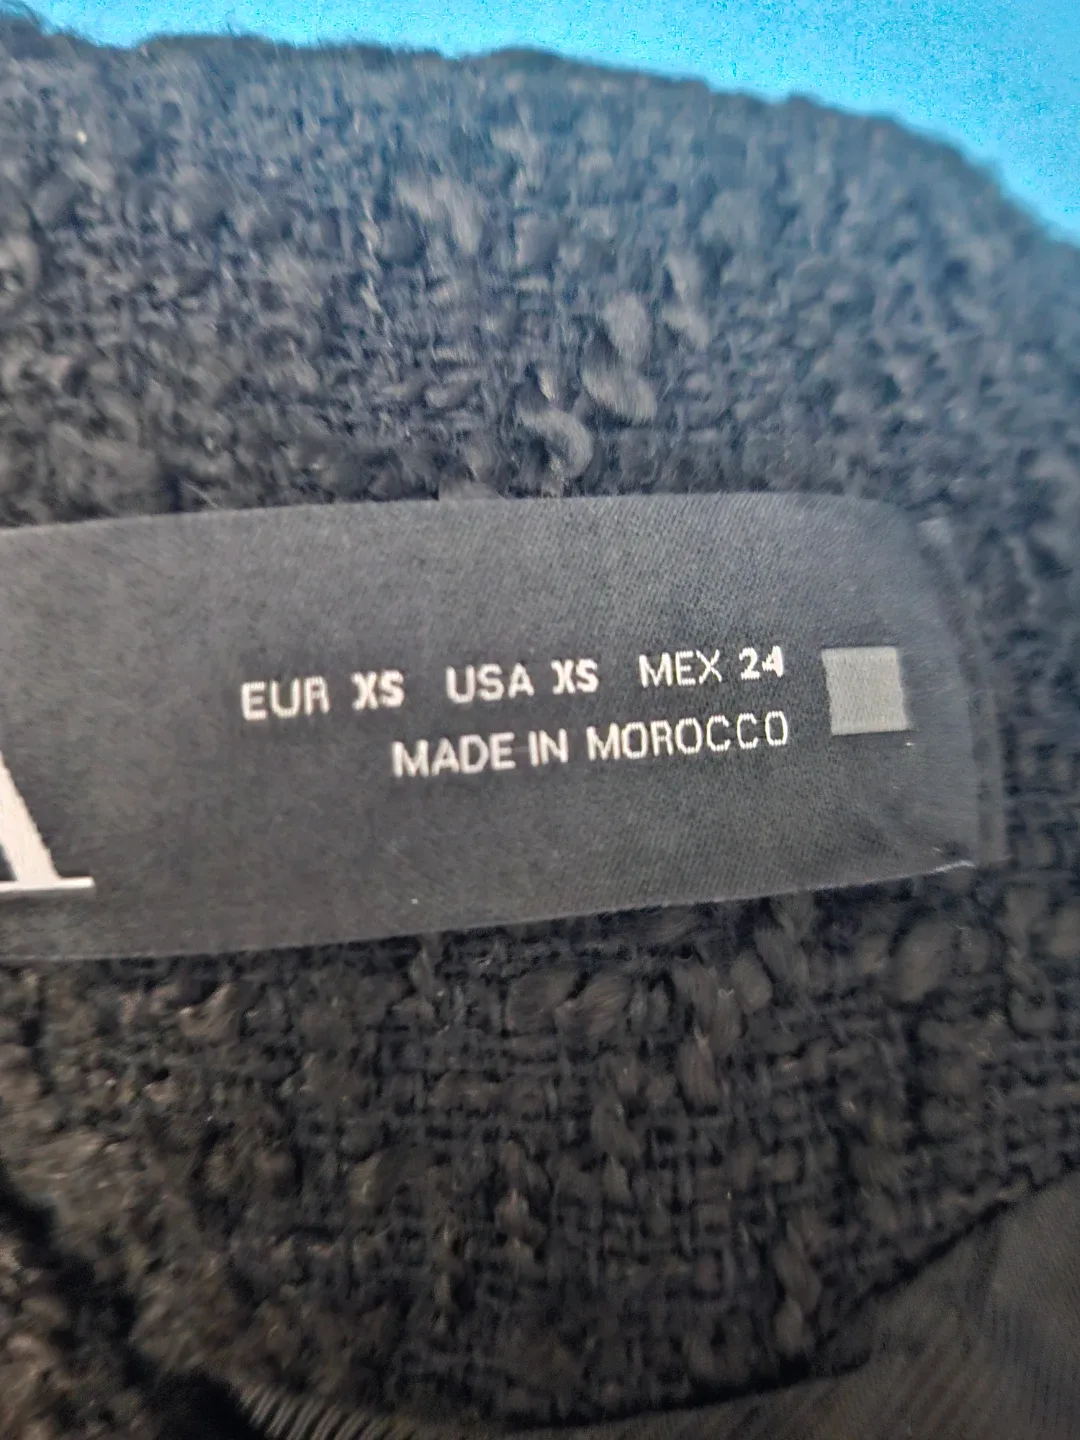 A
EUR XS USA XS MEX 24
MADE IN MOROCCO